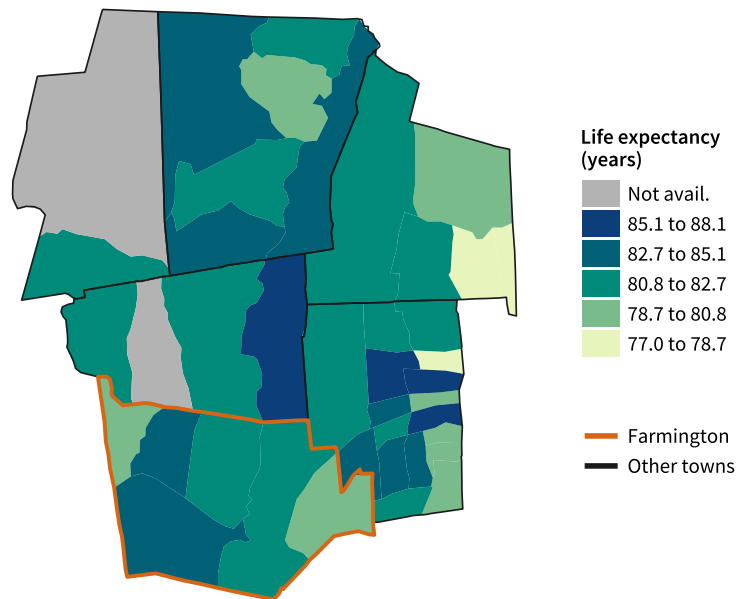 Life expectancy
(years)
Not avail.
85.1 to 88.1
82.7 to 85.1
80.8 to 82.7
78.7 to 80.8
77.0 to 78.7
Farmington
Other towns